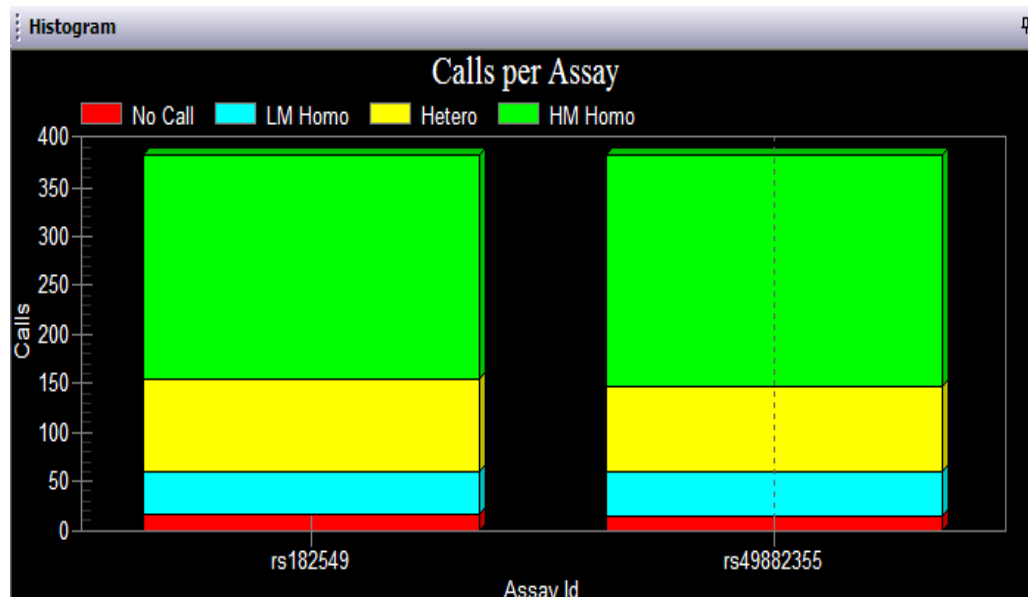 Histogram
Calls per Assay
No Call LM Homo Hetero HM Homo
400
350
300
250
200
150
100
50
0
Calls
rs182549 rs49882355
Assay Id